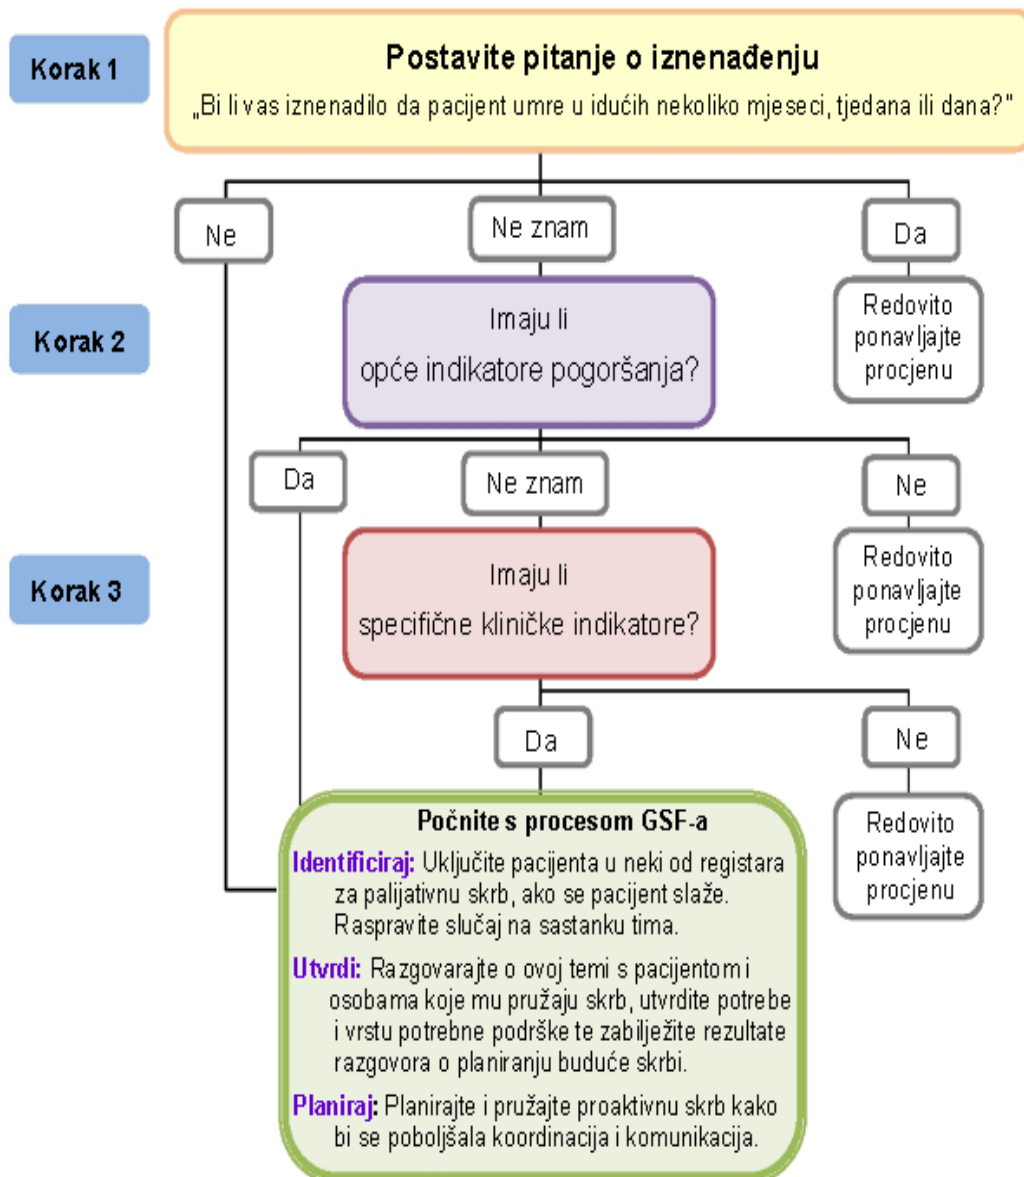 Korak 1
Postavite pitanje o iznenađenju
„Bi li vas iznenadilo da pacijent umre u idućih nekoliko mjeseci, tjedana ili dana?"
Ne
Ne znam
Da
Korak 2
Imaju li
opće indikatore pogoršanja?
Redovito
ponavljajte
procjenu
Da
Ne znam
Ne
Korak 3
Imaju li
specifične kliničke indikatore?
Redovito
ponavljajte
procjenu
Da
Ne
Redovito
ponavljajte
procjenu
Počnite s procesom GSF-a
Identificiraj: Uključite pacijenta u neki od registara
za palijativnu skrb, ako se pacijent slaže.
Raspravite slučaj na sastanku tima.
Utvrdi: Razgovarajte o ovoj temi s pacijentom i
osobama koje mu pružaju skrb, utvrdite potrebe
i vrstu potrebne podrške te zabilježite rezultate
razgovora o planiranju buduće skrbi.
Planiraj: Planirajte i pružajte proaktivnu skrb kako
bi se poboljšala koordinacija i komunikacija.